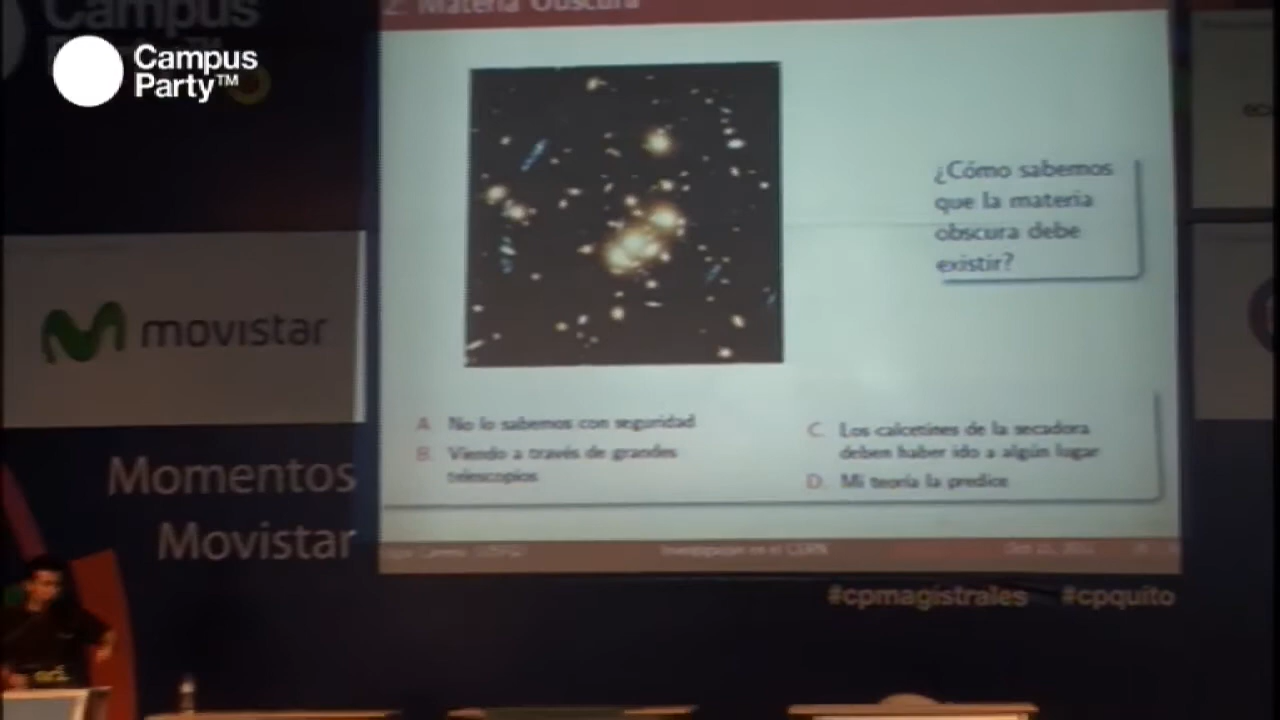 Campus
Campus
Party™
2: Materia Obscura
¿Cómo sabemos
que la materia
obscura debe
existir?
movistar
A. No lo sabemos con seguridad
B. Viendo a través de grandes
telescopios
C. Los calcetines de la secadora
deben haber ido a algún lugar
D. Mi teoría la predice
Momentos
Movistar
en el CERN
#cpmagistrales #cpquito